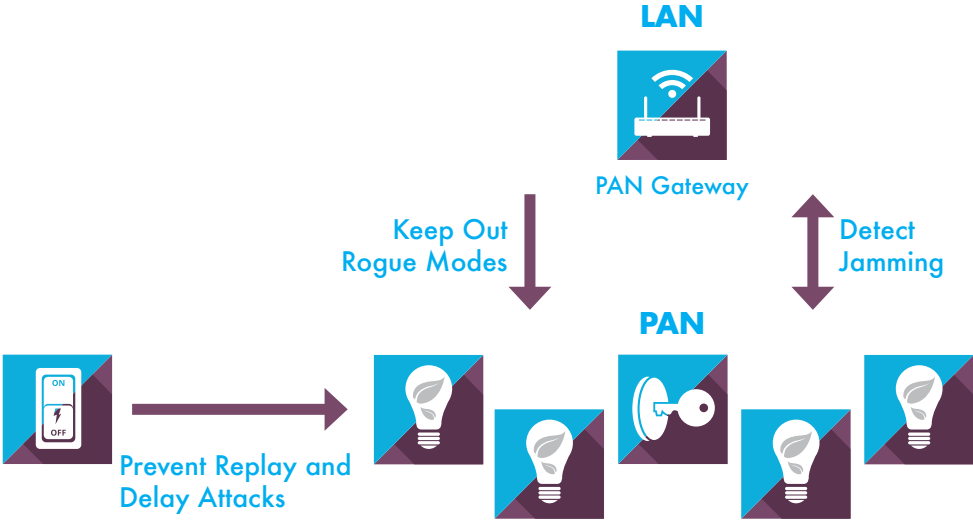 LAN
PAN Gateway
Keep Out
Rogue Modes
Detect
Jamming
PAN
ON
OFF
Prevent Replay and
Delay Attacks